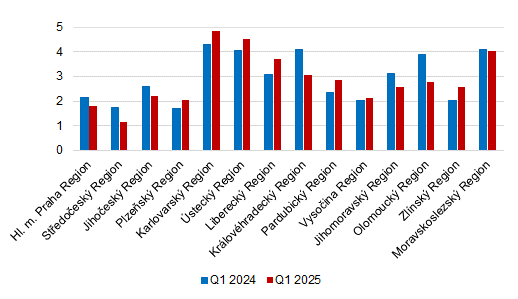 5
4
3
2
1
0
Hl. m. Praha Region
Středočeský Region
Jihočeský Region
Plzeňský Region
Karlovarský Region
Ústecký Region
Liberecký Region
Královéhradecký Region
Pardubický Region
Vysočina Region
Jihomoravský Region
Olomoucký Region
Zlínský Region
Moravskoslezský Region
Q1 2024 Q1 2025